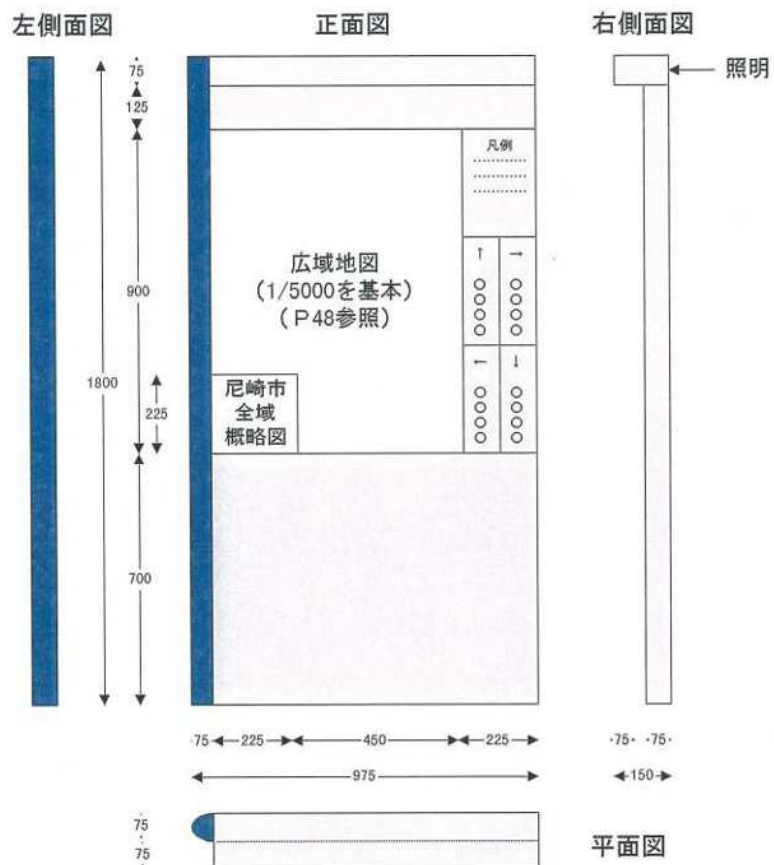 左側面図
正面図
右側面図
照明
75
125
900
1800
225
700
凡例
↑ →
○ ○
○ ○
○ ○
○ ○
← ↓
○ ○
○ ○
○ ○
○ ○
広域地図
(1/5000を基本)
(P48参照)
尼崎市
全域
概略図
75 225 450 225
975
75 75
150
75
75
平面図